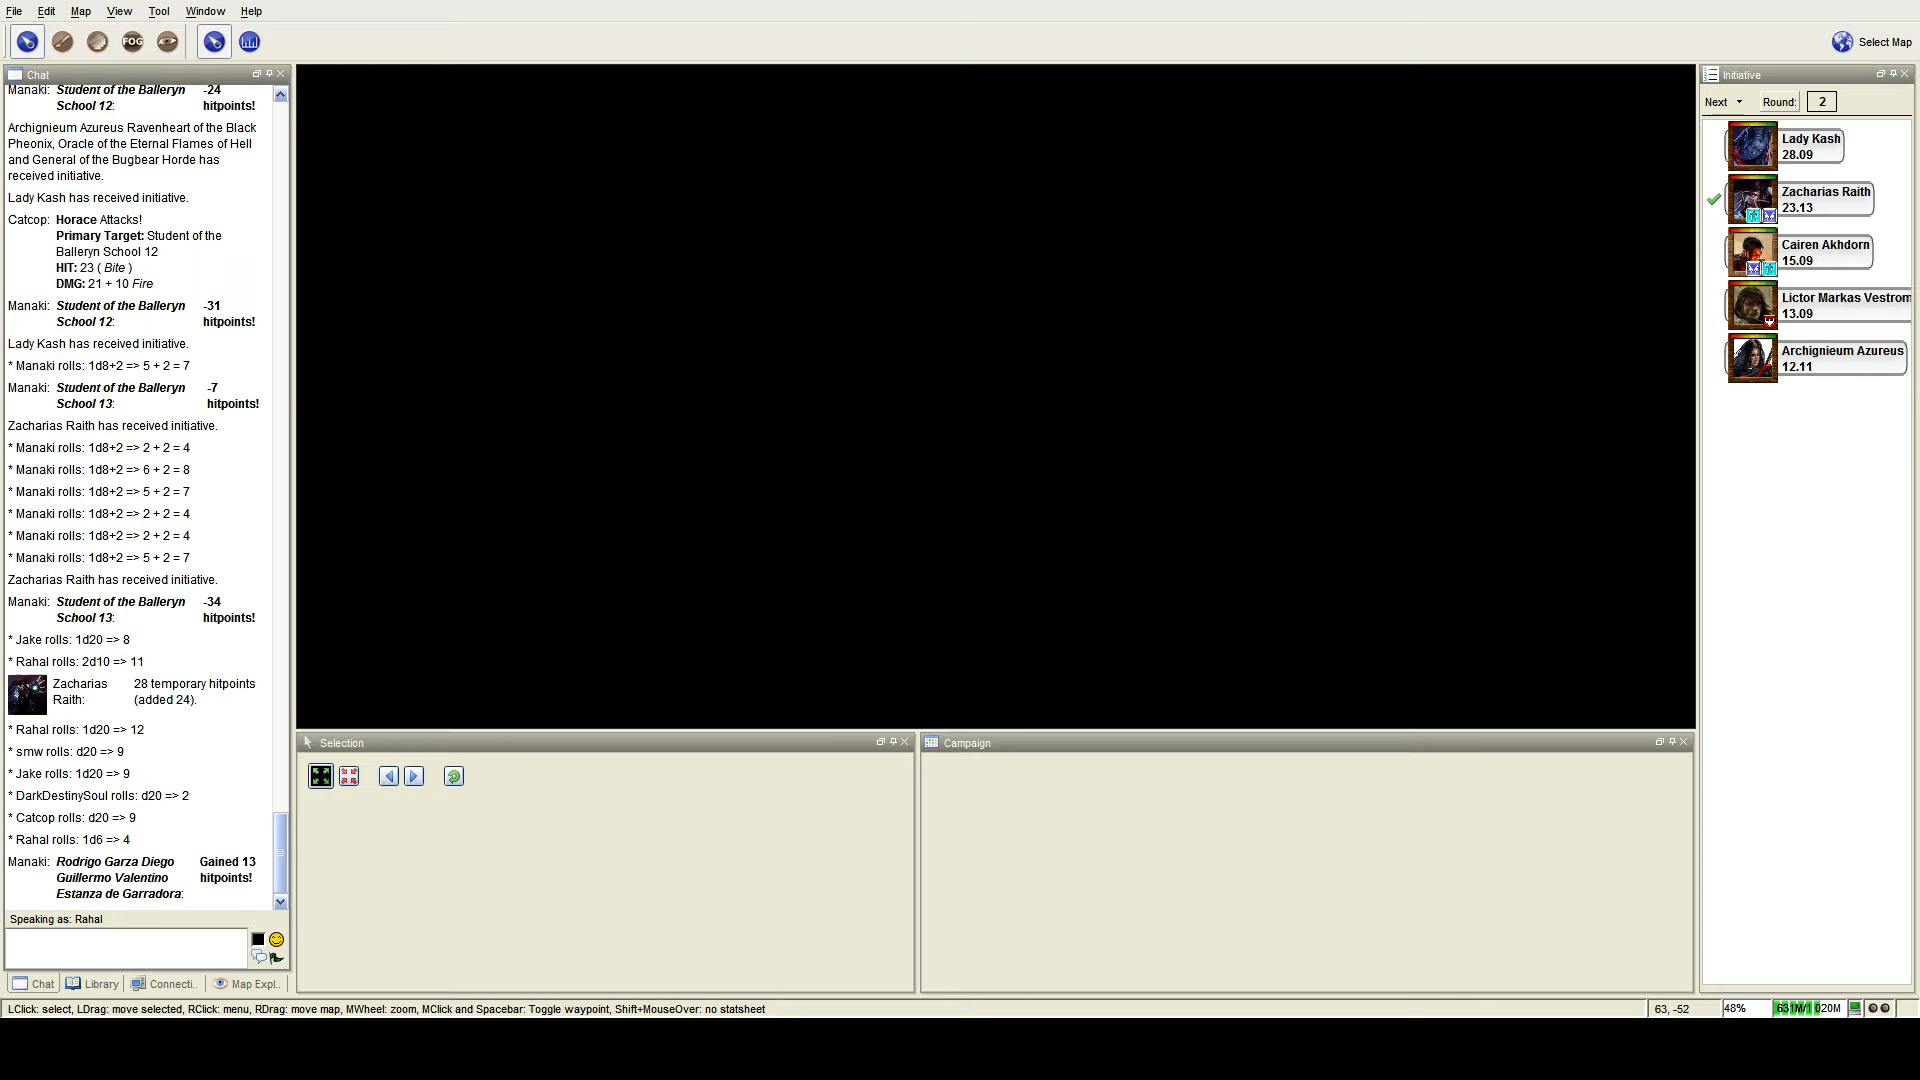 File Edit Map View Tool Window Help
FOG
Select Map
Chat
Manaki: Student of the Balleryn -24
School 12: hitpoints!
Archignieum Azureus Ravenheart of the Black
Pheonix, Oracle of the Eternal Flames of Hell
and General of the Bugbear Horde has
received initiative.
Lady Kash has received initiative.
Catcop: Horace Attacks!
Primary Target: Student of the
Balleryn School 12
HIT: 23 ( Bite )
DMG: 21 + 10 Fire
Manaki: Student of the Balleryn -31
School 12: hitpoints!
Lady Kash has received initiative.
* Manaki rolls: 1d8+2 => 5 + 2 = 7
Manaki: Student of the Balleryn -7
School 13: hitpoints!
Zacharias Raith has received initiative.
* Manaki rolls: 1d8+2 => 2 + 2 = 4
* Manaki rolls: 1d8+2 => 6 + 2 = 8
* Manaki rolls: 1d8+2 => 5 + 2 = 7
* Manaki rolls: 1d8+2 => 2 + 2 = 4
* Manaki rolls: 1d8+2 => 2 + 2 = 4
* Manaki rolls: 1d8+2 => 5 + 2 = 7
Zacharias Raith has received initiative.
Manaki: Student of the Balleryn -34
School 13: hitpoints!
* Jake rolls: 1d20 => 8
* Rahal rolls: 2d10 => 11
Zacharias 28 temporary hitpoints
Raith: (added 24).
* Rahal rolls: 1d20 => 12
* smw rolls: d20 => 9
* Jake rolls: 1d20 => 9
* DarkDestinySoul rolls: d20 => 2
* Catcop rolls: d20 => 9
* Rahal rolls: 1d6 => 4
Manaki: Rodrigo Garza Diego Gained 13
Guillermo Valentino hitpoints!
Estanza de Garradora:
Speaking as: Rahal
Chat Library Connecti.. Map Expl..
Selection
Campaign
Initiative
Next Round: 2
Lady Kash
28.09
Zacharias Raith
23.13
Cairen Akhdorn
15.09
Lictor Markas Vestrom
13.09
Archignieum Azureus
12.11
LClick: select, LDrag: move selected, RClick: menu, RDrag: move map, MWheel: zoom, MClick and Spacebar: Toggle waypoint, Shift+MouseOver: no statsheet
63, -52 48% 631M/1 020M